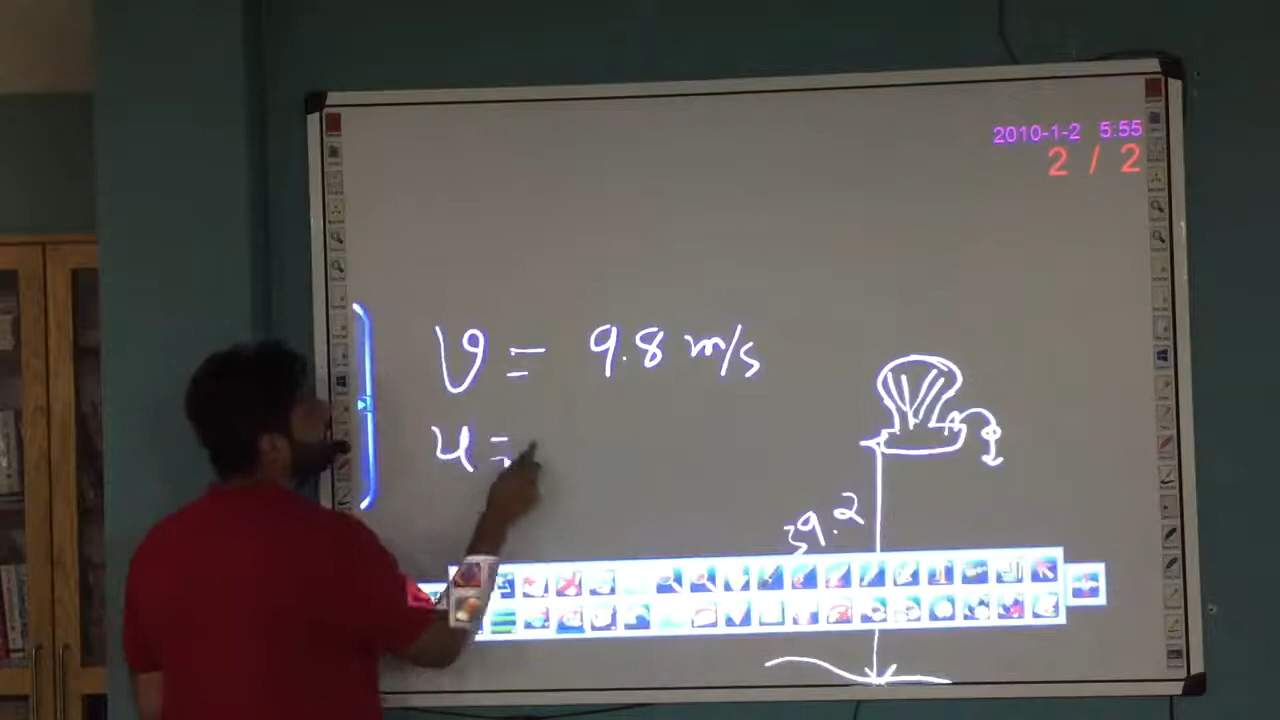 2010-1-2 5:55
2 / 2
v = 9.8 m/s
u =
39.2